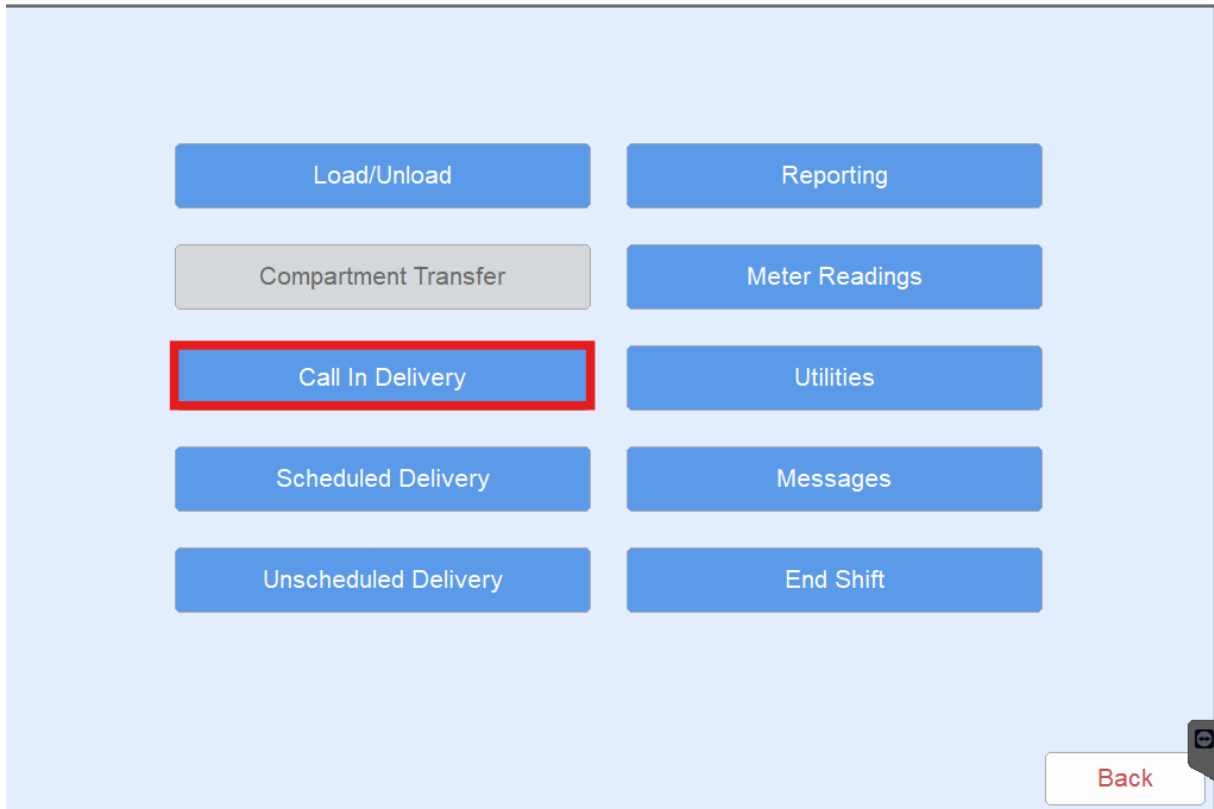 Load/Unload
Reporting
Compartment Transfer
Meter Readings
Call In Delivery
Utilities
Scheduled Delivery
Messages
Unscheduled Delivery
End Shift
Back